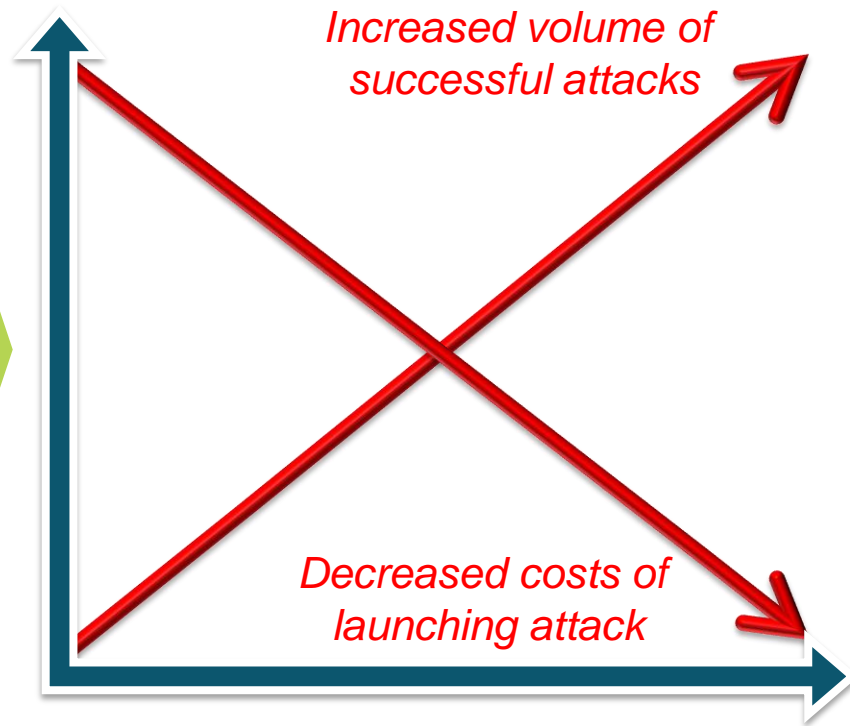 Increased volume of
successful attacks
Decreased costs of
launching attack